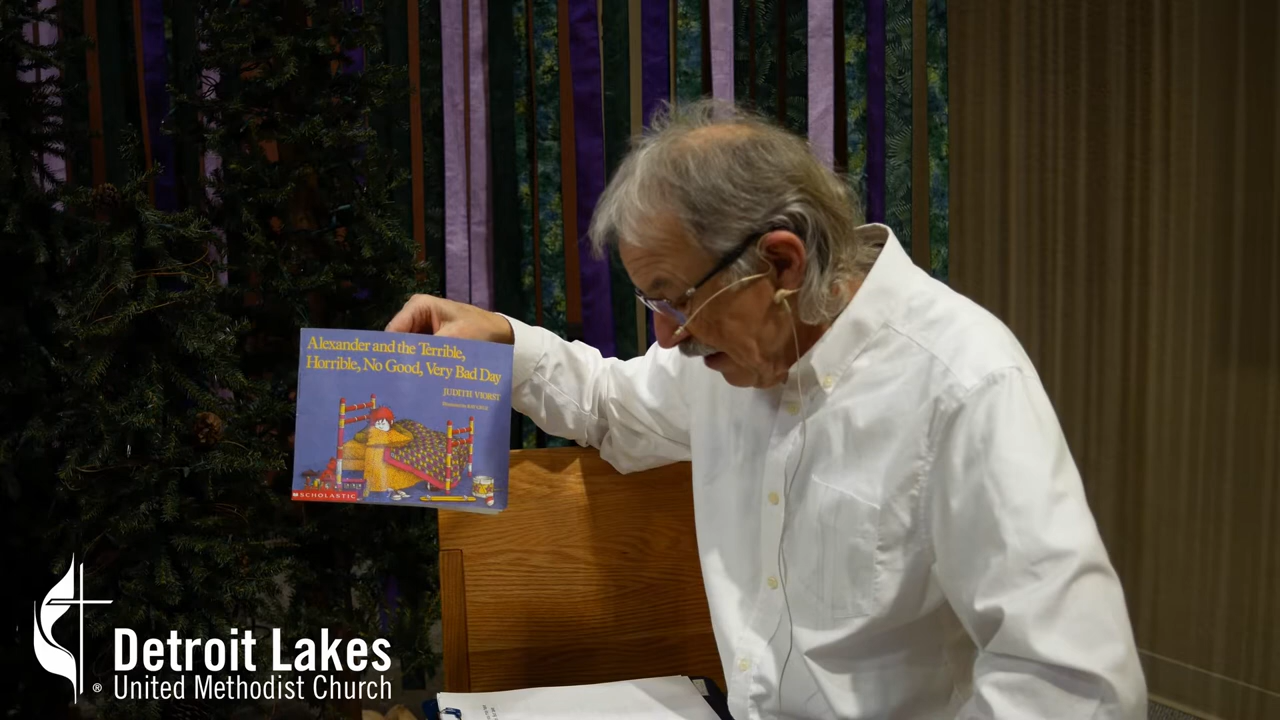 Alexander and the Terrible,
Horrible, No Good, Very Bad Day
JUDITH VIORST
SCHOLASTIC
Detroit Lakes
® United Methodist Church